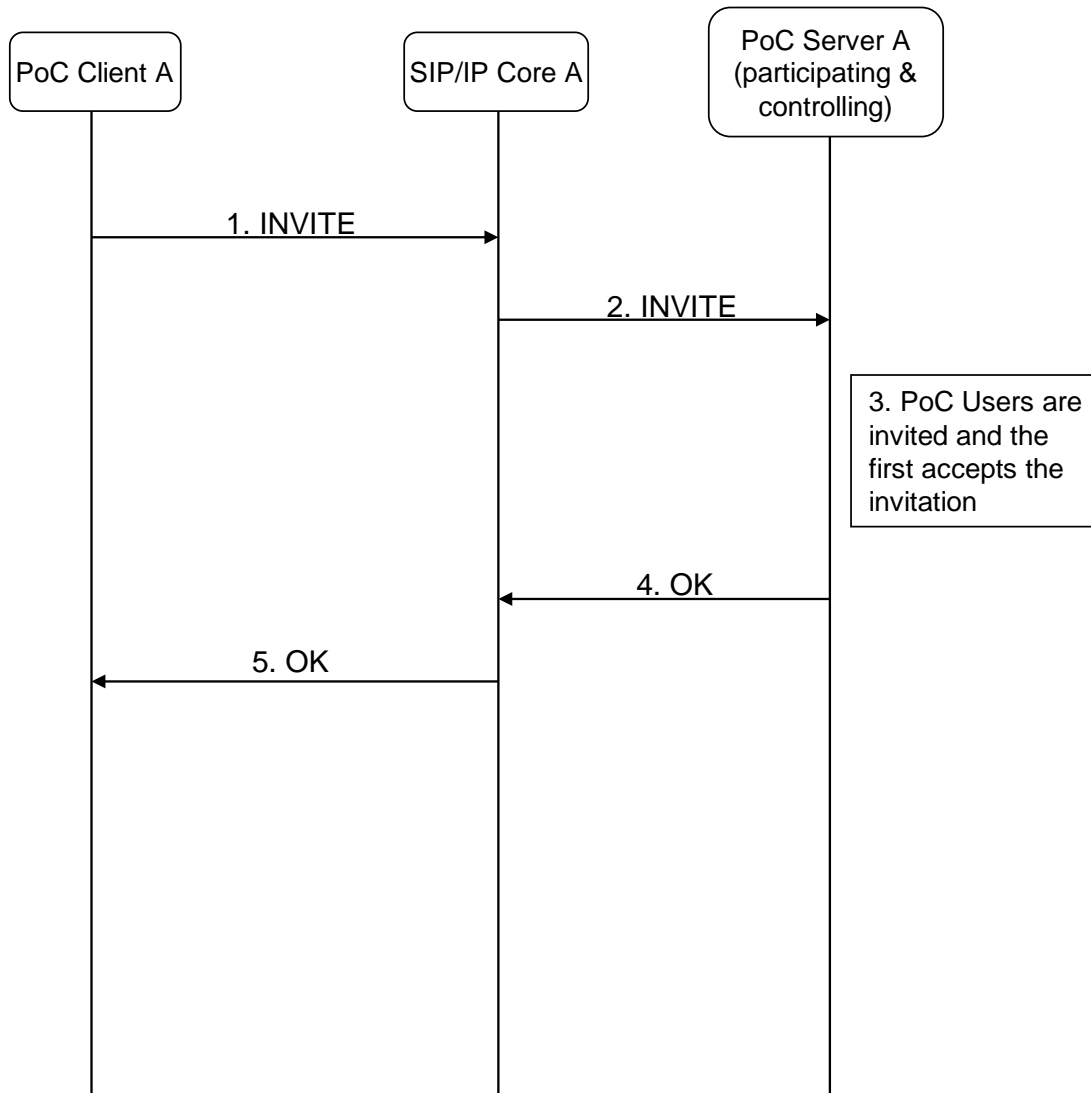 PoC Client A
SIP/IP Core A
PoC Server A
(participating &
controlling)
1. INVITE
2. INVITE
3. PoC Users are
invited and the
first accepts the
invitation
4. OK
5. OK